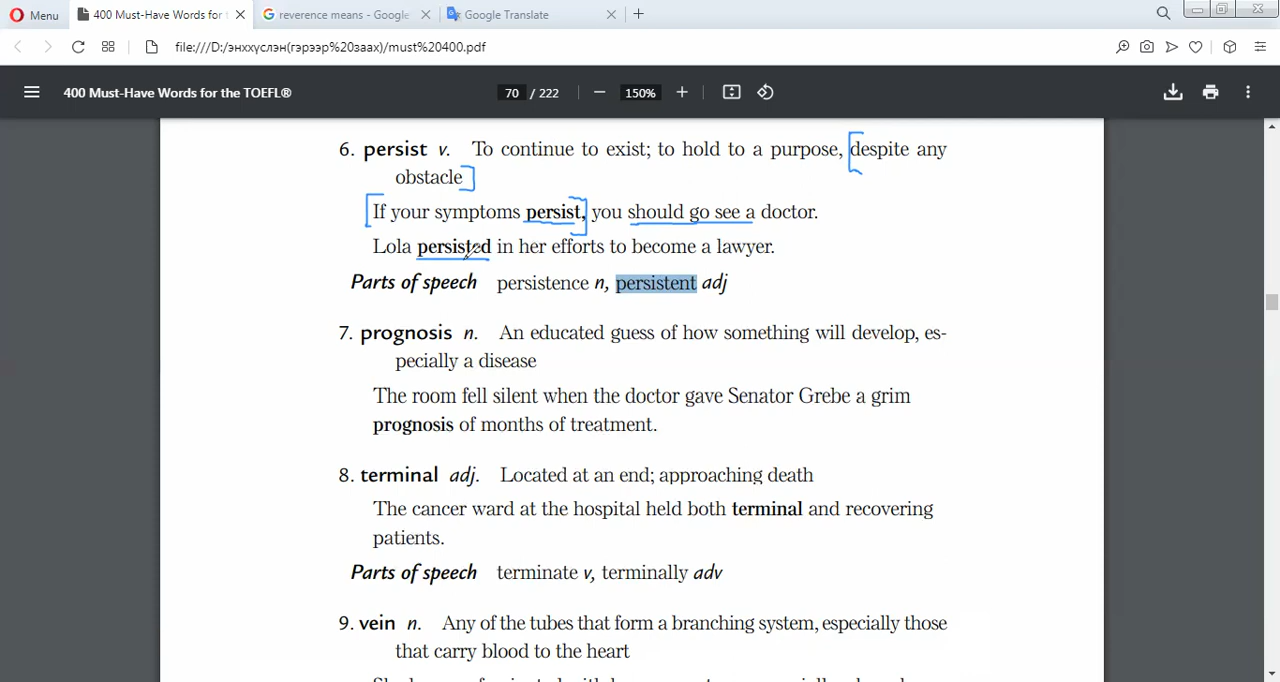 Menu
400 Must-Have Words for
reverence means - Google
Google Translate
file:///D:/энххүслэн(гэрээр%20заах)/must%20400.pdf
400 Must-Have Words for the TOEFL®
70 / 222
150%
6. persist v. To continue to exist; to hold to a purpose, despite any
obstacle
If your symptoms persist, you should go see a doctor.
Lola persisted in her efforts to become a lawyer.
Parts of speech persistence n, persistent adj
7. prognosis n. An educated guess of how something will develop, es-
pecially a disease
The room fell silent when the doctor gave Senator Grebe a grim
prognosis of months of treatment.
8. terminal adj. Located at an end; approaching death
The cancer ward at the hospital held both terminal and recovering
patients.
Parts of speech terminate v, terminally adv
9. vein n. Any of the tubes that form a branching system, especially those
that carry blood to the heart